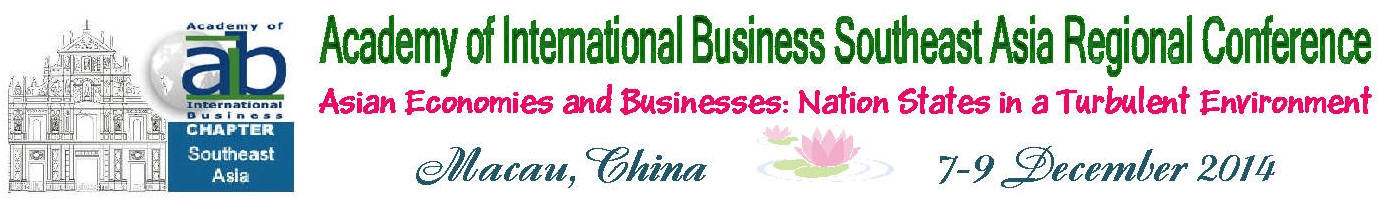 Academy of
aib
International
Business
CHAPTER
Southeast
Asia
Academy of International Business Southeast Asia Regional Conference
Asian Economies and Businesses: Nation States in a Turbulent Environment
Macau, China
7-9 December 2014